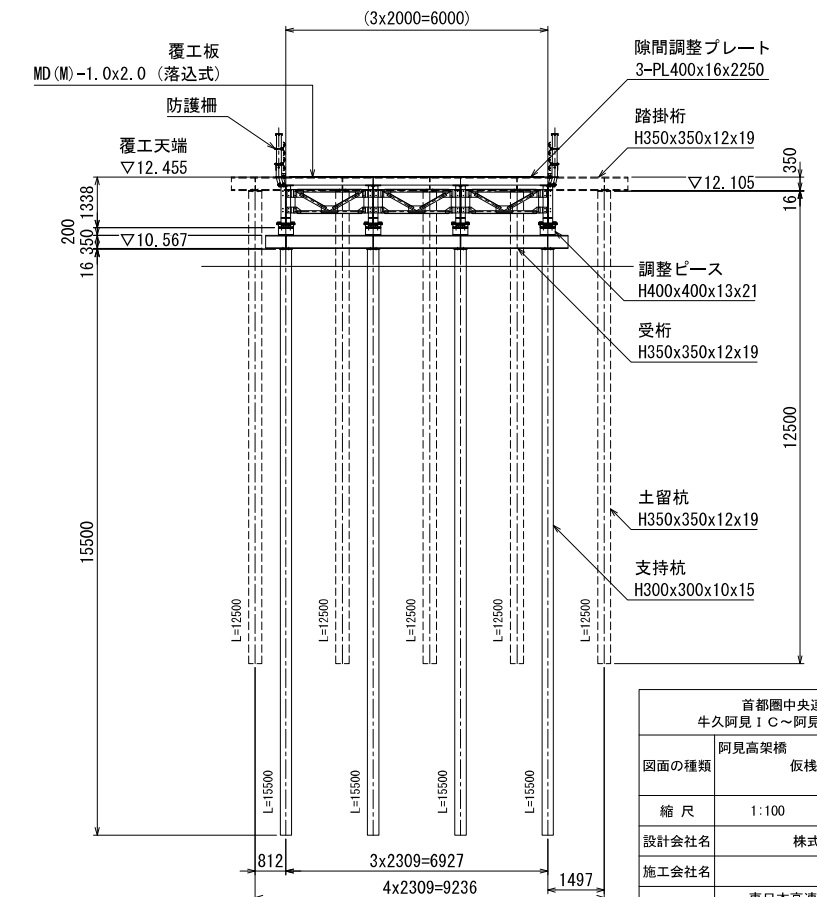 (3x2000=6000)
覆工板
MD(M)-1.0x2.0 (落込式)
防護柵
覆工天端
▽12.455
隙間調整プレート
3-PL400x16x2250
踏掛桁
H350x350x12x19
350
▽12.105
16
1338
200
350
▽10.567
16
調整ピース
H400x400x13x21
受桁
H350x350x12x19
12500
15500
土留杭
H350x350x12x19
支持杭
H300x300x10x15
L=12500
L=12500
L=12500
L=12500
L=12500
L=15500
L=15500
L=15500
L=15500
812
3x2309=6927
1497
4x2309=9236
首都圏中央連
牛久阿見IC~阿見
図面の種類
阿見高架橋
仮桟
縮 尺
1:100
設計会社名
株式
施工会社名
東日本高速